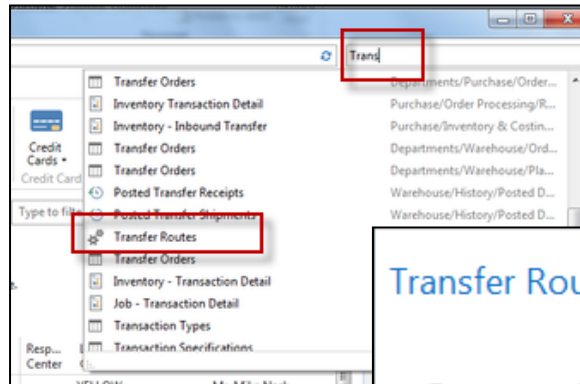 Trans
Transfer Orders Departments/Purchase/Order...
Inventory Transaction Detail Purchase/Order Processing/R...
Inventory - Inbound Transfer Purchase/Inventory & Costin...
Transfer Orders Departments/Warehouse/Ord...
Transfer Orders Departments/Warehouse/Pla...
Posted Transfer Receipts Warehouse/History/Posted D...
Posted Transfer Shipments Warehouse/History/Posted D...
Transfer Routes
Transfer Orders
Inventory - Transaction Detail
Job - Transaction Detail
Transaction Types
Transaction Specifications
Credit
Cards
Credit Card
Type to filt
Resp...
Center
YELLOW
Transfer Rou